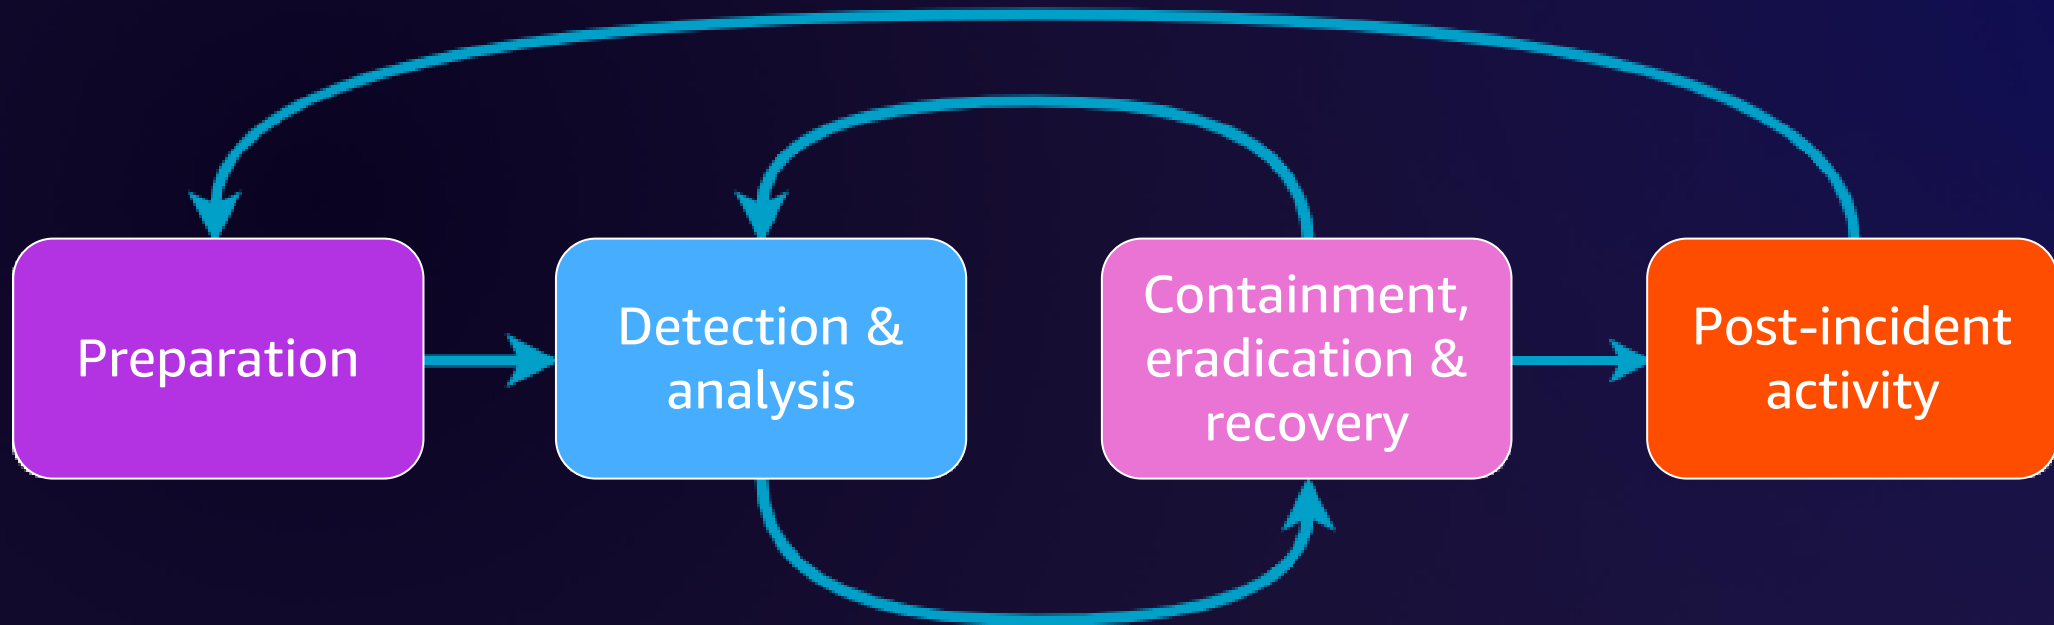 Preparation
Detection &
analysis
Containment,
eradication &
recovery
Post-incident
activity